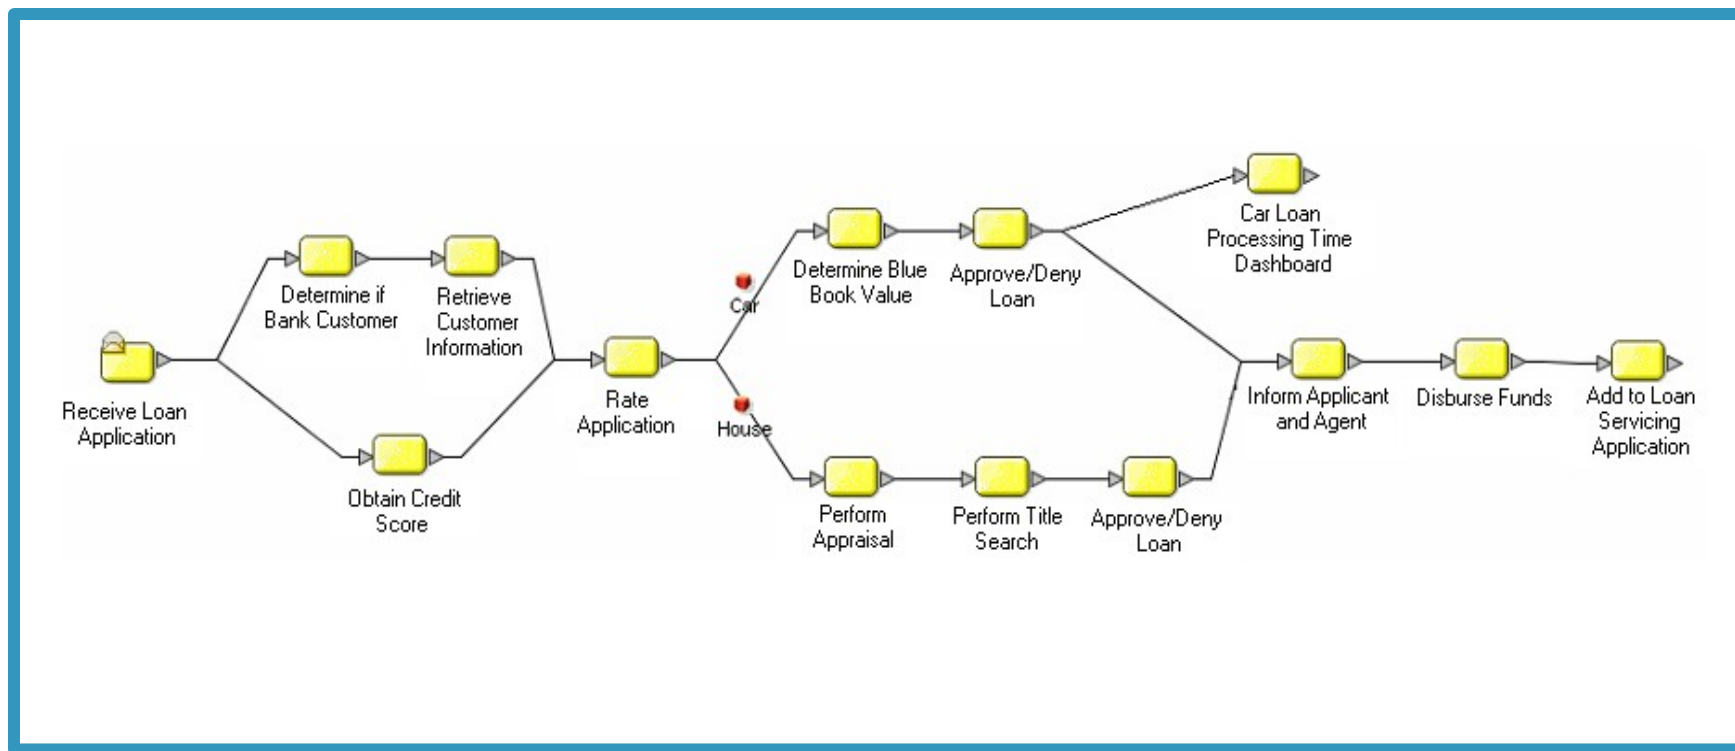 Receive Loan
Application
Determine if
Bank Customer
Retrieve
Customer
Information
Obtain Credit
Score
Rate
Application
Car
House
Determine Blue
Book Value
Approve/Deny
Loan
Car Loan
Processing Time
Dashboard
Perform
Appraisal
Perform Title
Search
Approve/Deny
Loan
Inform Applicant
and Agent
Disburse Funds
Add to Loan
Servicing
Application